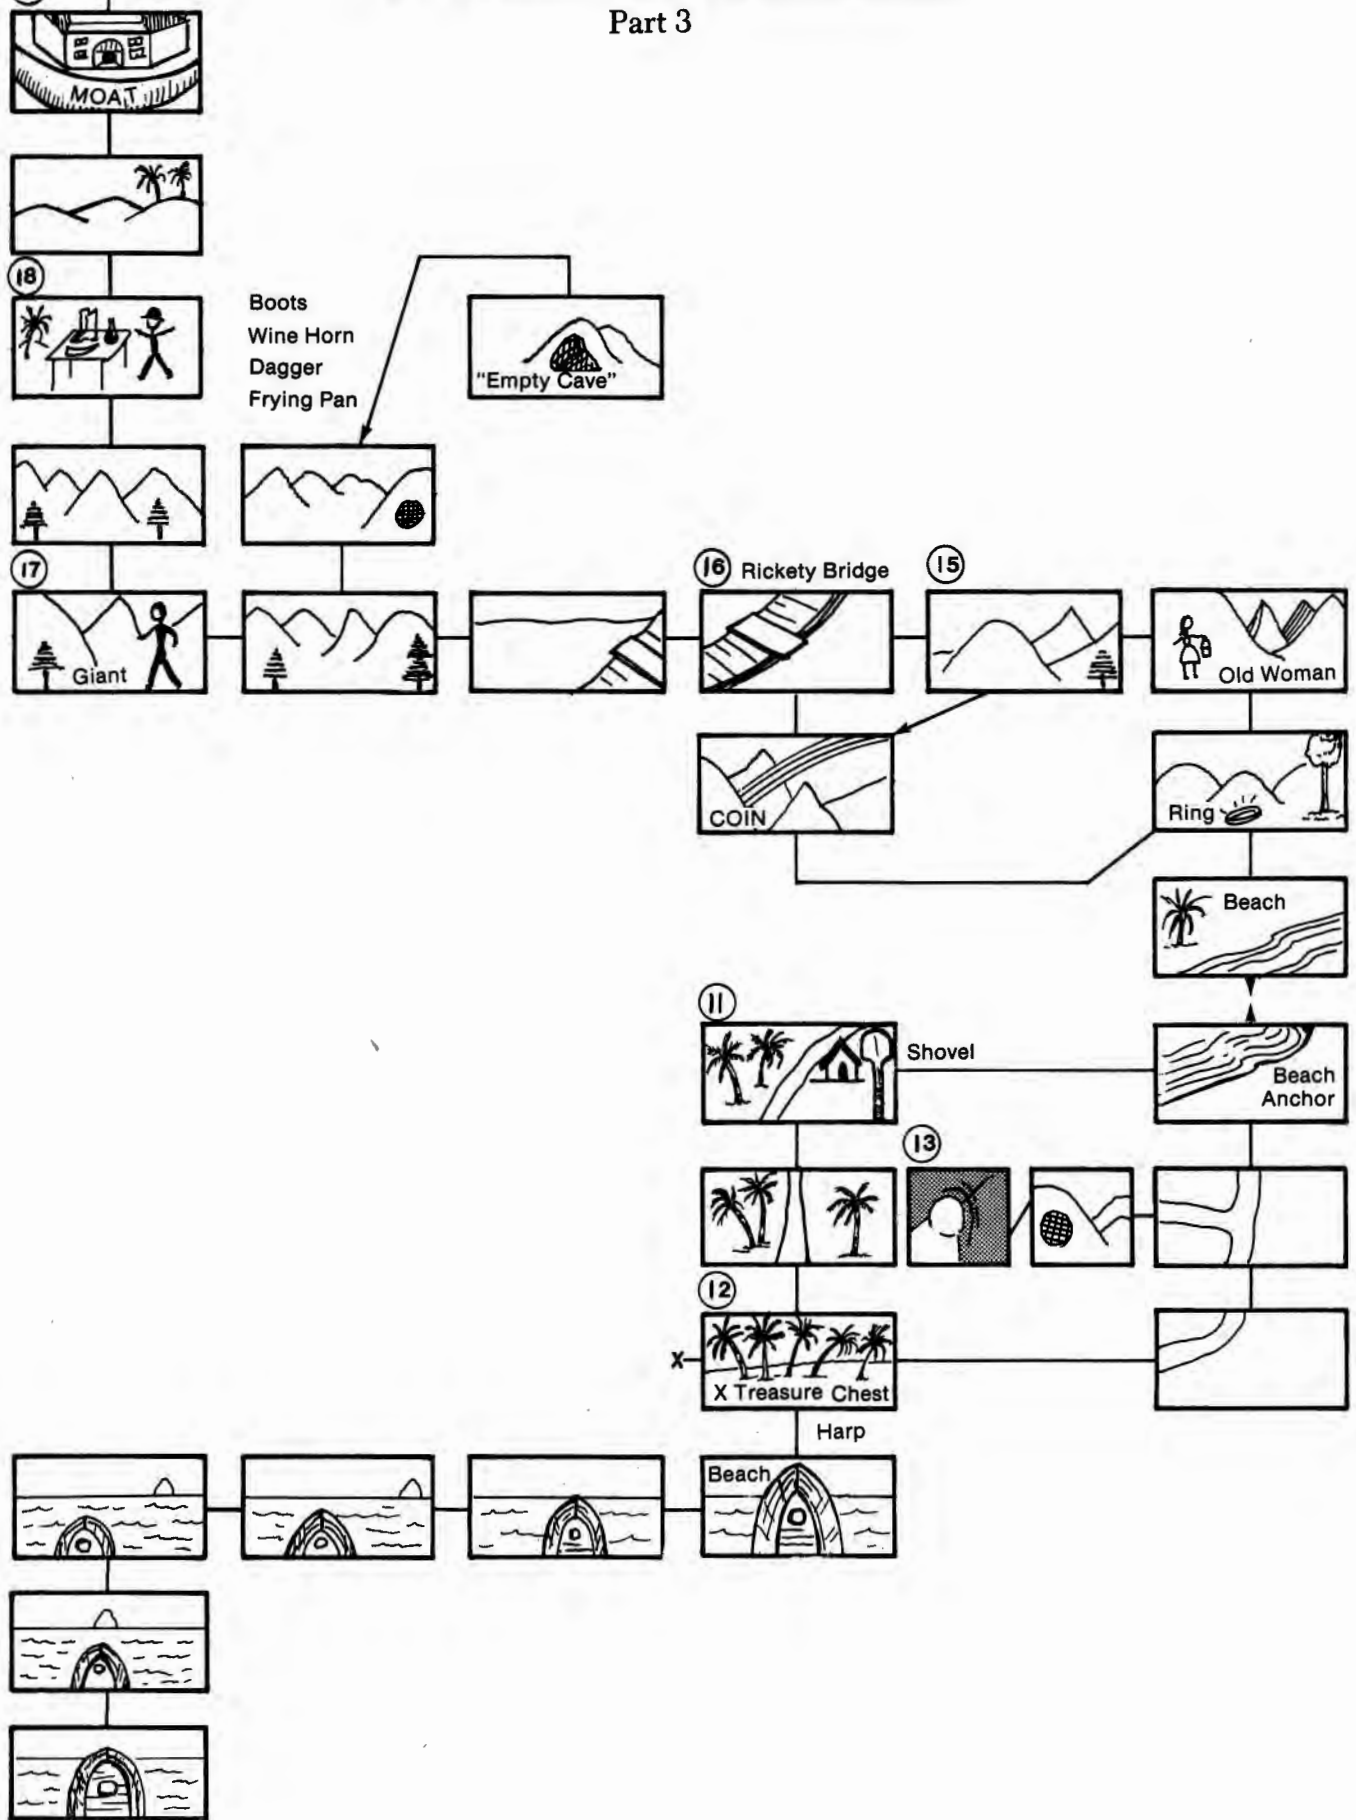 Part 3
MOAT
18
Boots
Wine Horn
Dagger
Frying Pan
"Empty Cave"
17
Giant
16
Rickety Bridge
15
Old Woman
COIN
Ring
Beach
11
Shovel
Beach
Anchor
13
12
X
X Treasure Chest
Harp
Beach